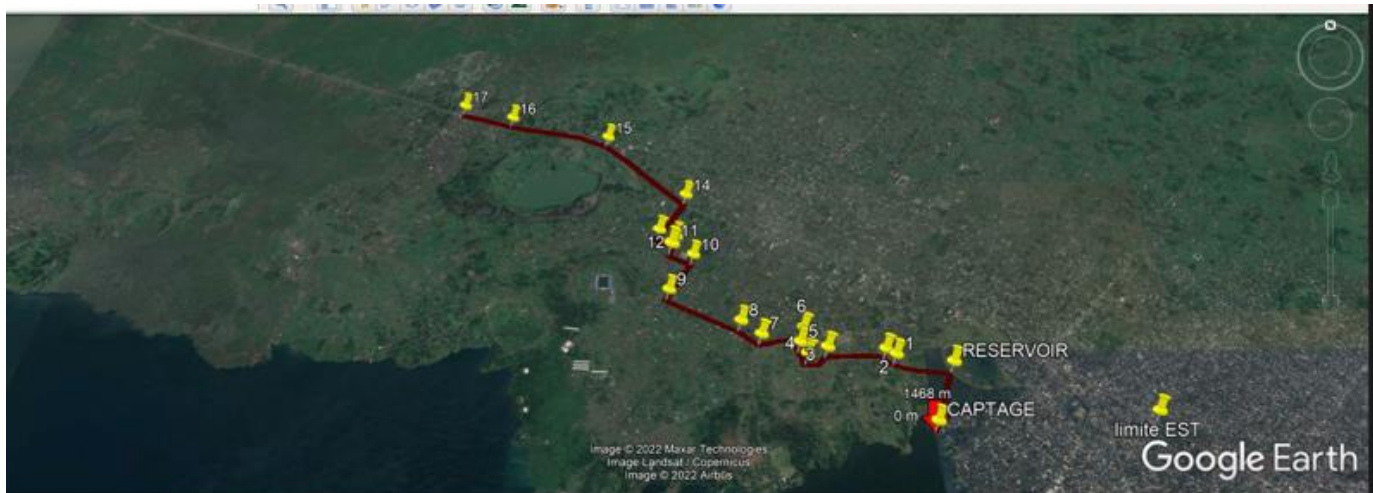 17
16
15
14
11
12
10
9
8
6
7
5
4
3
1
2
RESERVOIR
1468 m
0 m
CAPTAGE
limite EST
Image © 2022 Maxar Technologies
Image Landsat / Copernicus
Image © 2022 Airbus
Google Earth
N